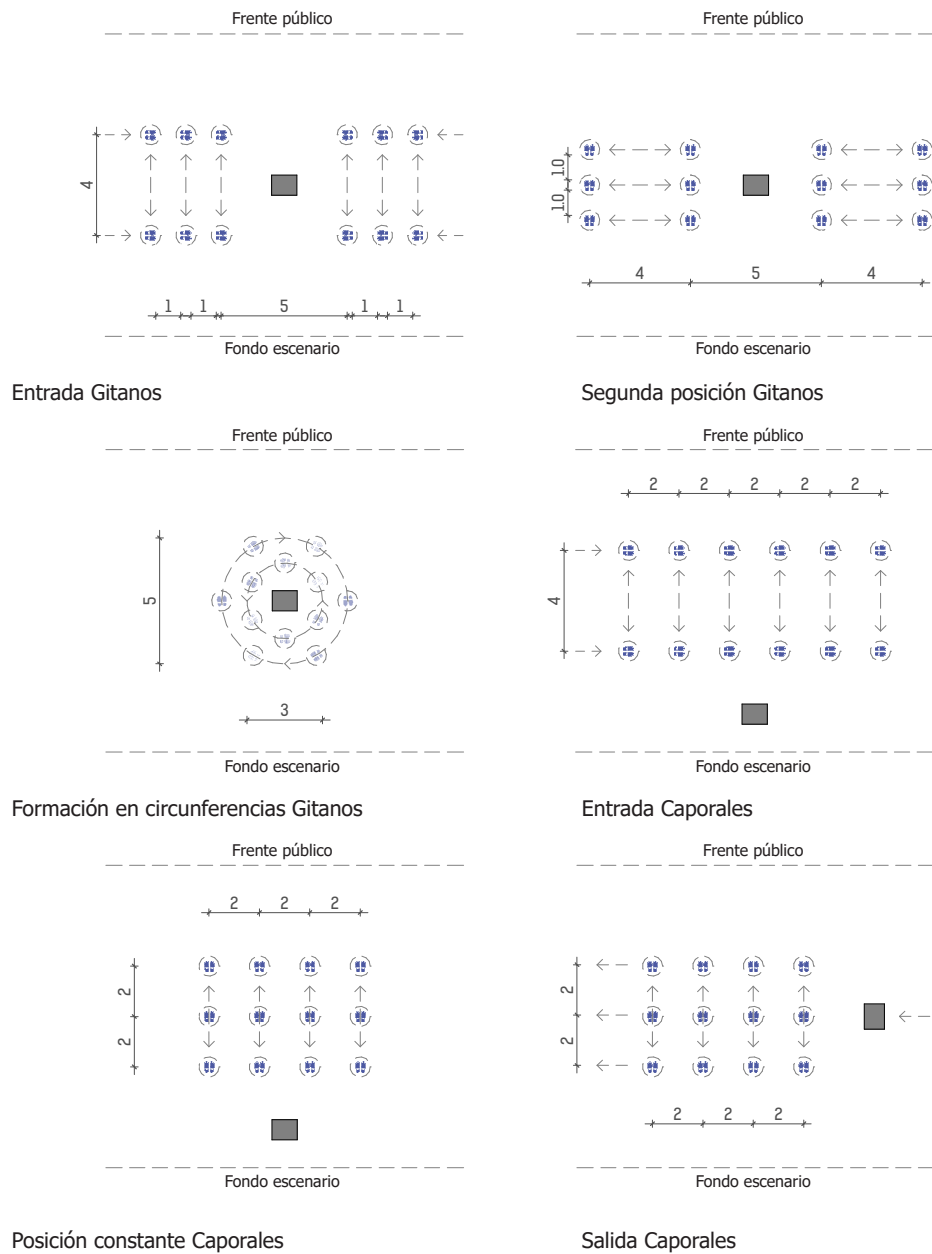 Frente público
4
1 1 5 1 1
Fondo escenario
Entrada Gitanos
Frente público
1.0
1.0
4 5 4
Fondo escenario
Segunda posición Gitanos
Frente público
5
3
Fondo escenario
Formación en circunferencias Gitanos
Frente público
2 2 2 2 2
4
Fondo escenario
Entrada Caporales
Frente público
2 2 2
2
2
Fondo escenario
Posición constante Caporales
Frente público
2
2
2 2 2
Fondo escenario
Salida Caporales